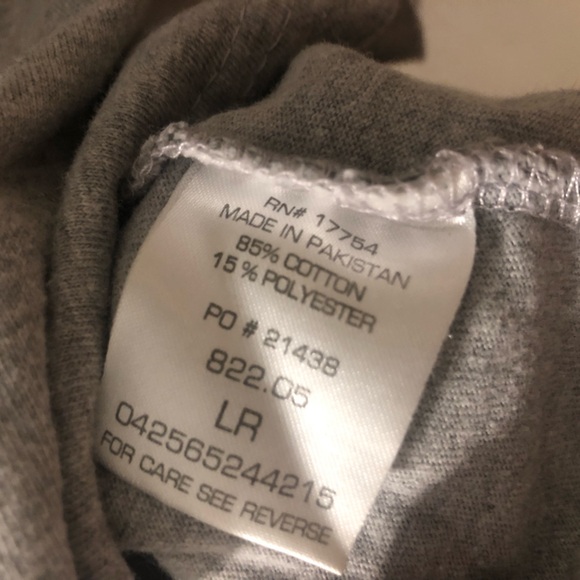 RN# 17754
MADE IN PAKISTAN
85% COTTON
15% POLYESTER
PO # 21438
822.05
LR
042565244215
FOR CARE SEE REVERSE